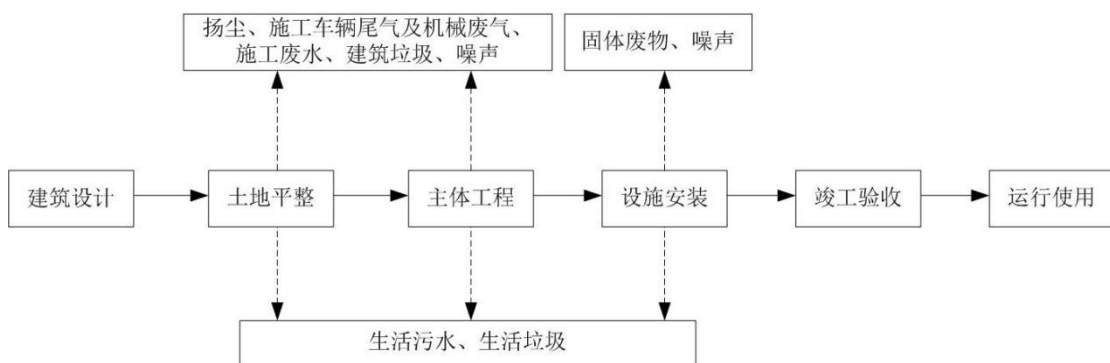 扬尘、施工车辆尾气及机械废气、
施工废水、建筑垃圾、噪声
固体废物、噪声
建筑设计
土地平整
主体工程
设施安装
竣工验收
运行使用
生活污水、生活垃圾